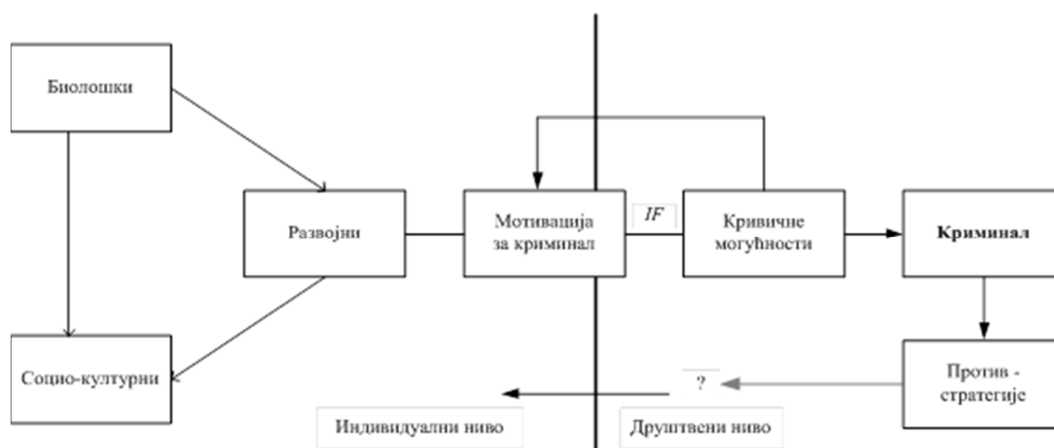 Биолошки
Развојни
Мотивација
за криминал
IF
Кривичне
могућности
Криминал
Социо-културни
?
Против -
стратегије
Индивидуални ниво
Друштвени ниво